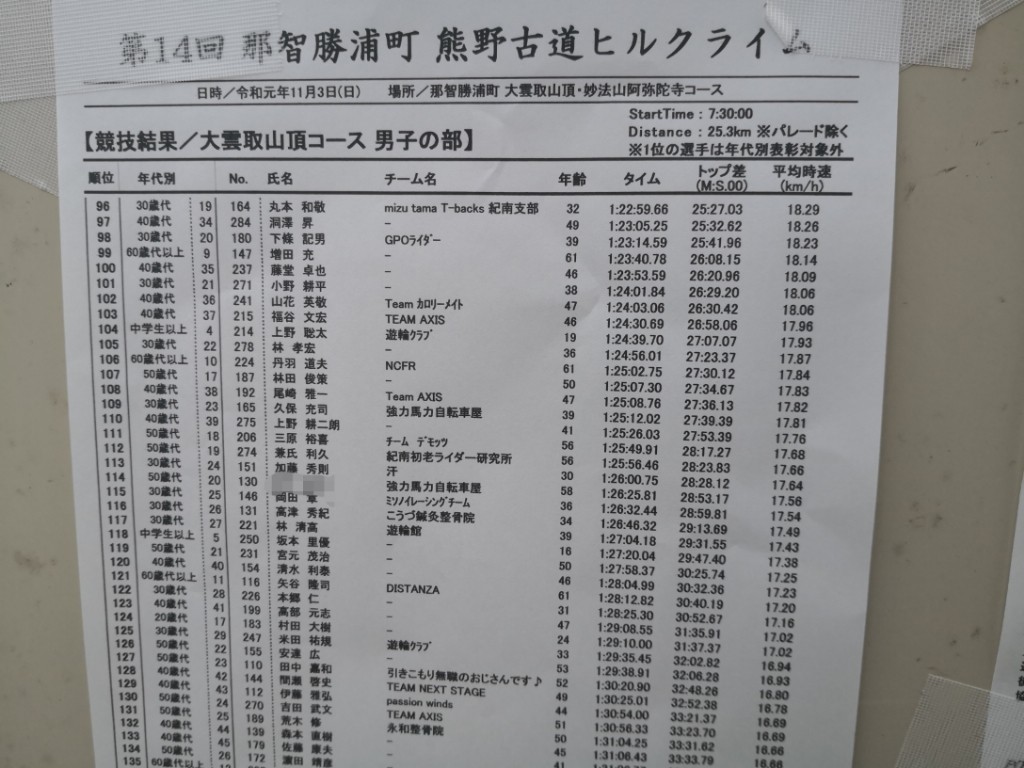 第14回 那智勝浦町 熊野古道ヒルクライム
日時／令和元年11月3日(日) 場所／那智勝浦町 大雲取山頂・妙法山阿弥陀寺コース
StartTime : 7:30:00
Distance : 25.3km ※パレード除く
【競技結果／大雲取山頂コース 男子の部】 ※1位の選手は年代別表彰対象外
順位 年代別 No. 氏名 チーム名 年齢 タイム トップ差(M:S.00) 平均時速(km/h)
96 30歳代 19 164 丸本 和敬 mizu tama T-backs 紀南支部 32 1:22:59.66 25:27.03 18.29
97 40歳代 34 284 洞澤 昇 – 49 1:23:05.25 25:32.62 18.26
98 30歳代 20 180 下條 記男 GPOライダー 39 1:23:14.59 25:41.96 18.23
99 60歳代以上 9 147 増田 充 – 61 1:23:40.78 26:08.15 18.14
100 40歳代 35 237 藤堂 卓也 – 46 1:23:53.59 26:20.96 18.09
101 30歳代 21 271 小野 耕平 – 38 1:24:01.84 26:29.20 18.06
102 40歳代 36 241 山花 英敬 Team カロリーメイト 47 1:24:03.06 26:30.42 18.06
103 40歳代 37 215 福谷 文宏 TEAM AXIS 46 1:24:30.69 26:58.06 17.96
104 中学生以上 4 214 上野 聡太 遊輪クラブ 19 1:24:39.70 27:07.07 17.93
105 30歳代 22 278 林 孝宏 – 36 1:24:56.01 27:23.37 17.87
106 60歳代以上 10 224 丹羽 道夫 NCFR 61 1:25:02.75 27:30.12 17.84
107 50歳代 17 187 林田 俊策 – 50 1:25:07.30 27:34.67 17.83
108 40歳代 38 192 尾崎 雅一 Team AXIS 47 1:25:08.76 27:36.13 17.82
109 30歳代 23 165 久保 充司 強力馬力自転車屋 39 1:25:12.02 27:39.39 17.81
110 40歳代 39 275 上野 耕二朗 – 41 1:25:26.03 27:53.39 17.76
111 50歳代 18 206 三原 裕喜 チーム デモッツ 56 1:25:49.91 28:17.27 17.68
112 50歳代 19 274 兼氏 利久 紀南初老ライダー研究所 56 1:25:56.46 28:23.83 17.66
113 30歳代 24 151 加藤 秀則 汗 30 1:26:00.75 28:28.12 17.64
114 50歳代 20 130 強力馬力自転車屋 58 1:26:25.81 28:53.17 17.56
115 30歳代 25 146 岡田 章 ミソノイレーシングチーム 36 1:26:32.44 28:59.81 17.54
116 30歳代 26 131 高津 秀紀 こうづ鍼灸整骨院 34 1:26:46.32 29:13.69 17.49
117 30歳代 27 221 林 清高 遊輪館 39 1:27:04.18 29:31.55 17.43
118 中学生以上 5 250 坂本 里優 – 16 1:27:20.04 29:47.40 17.38
119 50歳代 21 231 宮元 茂治 – 50 1:27:58.37 30:25.74 17.25
120 40歳代 40 154 清水 利泰 – 46 1:28:04.99 30:32.36 17.23
121 60歳代以上 11 116 矢谷 隆司 DISTANZA 61 1:28:12.82 30:40.19 17.20
122 30歳代 28 226 本郷 仁 – 31 1:28:25.30 30:52.67 17.16
123 40歳代 41 199 高部 元志 – 47 1:29:08.55 31:35.91 17.02
124 20歳代 17 183 村田 大樹 – 24 1:29:10.00 31:37.37 17.02
125 30歳代 29 247 米田 祐規 遊輪クラブ 33 1:29:35.45 32:02.82 16.94
126 50歳代 22 155 安達 広 – 53 1:29:38.91 32:06.28 16.93
127 50歳代 23 110 田中 嘉和 引きこもり無職のおじさんです♪ 52 1:30:20.90 32:48.26 16.80
128 40歳代 42 144 間瀬 啓史 TEAM NEXT STAGE 49 1:30:25.01 32:52.38 16.78
129 40歳代 43 112 伊藤 雅弘 passion winds 44 1:30:54.00 33:21.37 16.69
130 50歳代 24 270 吉田 武文 TEAM AXIS 51 1:30:56.33 33:23.70 16.69
131 50歳代 25 189 荒木 修 永和整骨院 50 1:31:04.25 33:31.62 16.66
132 40歳代 44 139 森本 直樹 – 45 1:31:06.43 33:33.79 16.66
133 40歳代 45 179 佐藤 康夫 –
134 50歳代 26 172 濵田 靖彦
135 60歳代以上